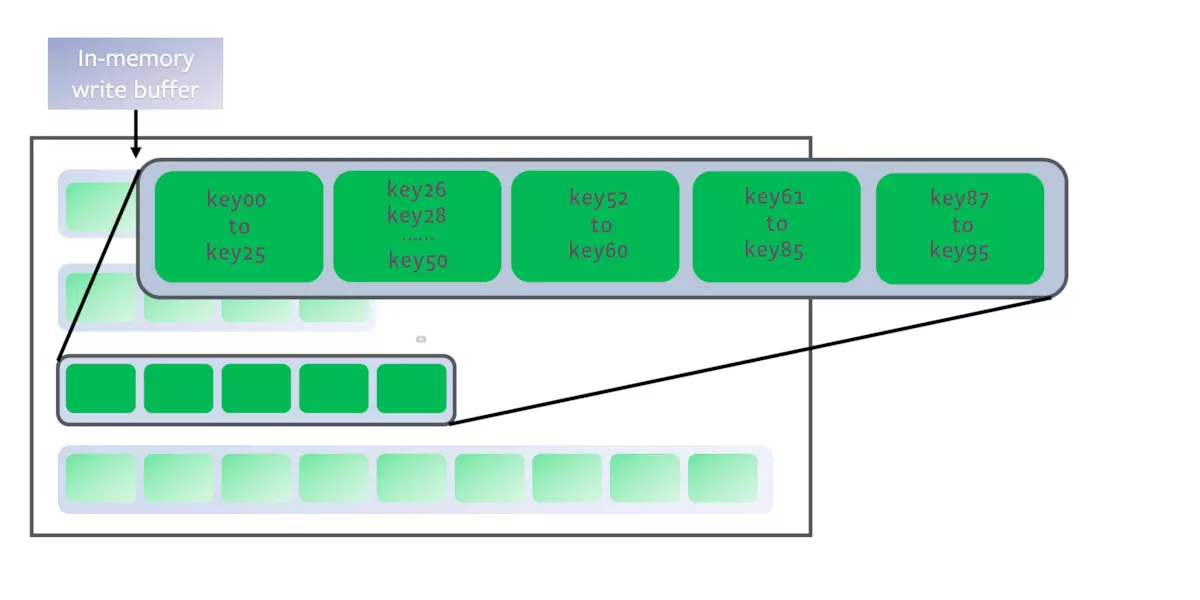 In-memory
write buffer
key00
to
key25
key26
key28
......
key50
key52
to
key60
key61
to
key85
key87
to
key95